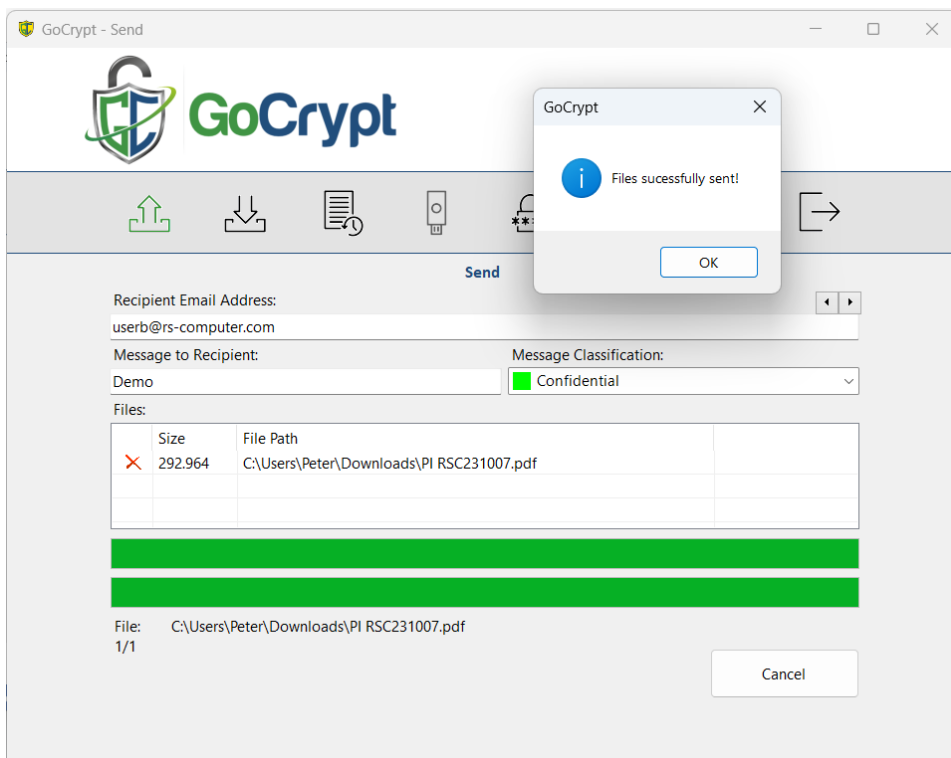 GoCrypt - Send
GoCrypt
GoCrypt
Files sucessfully sent!
OK
**
Send
Recipient Email Address:
userb@rs-computer.com
Message to Recipient:
Message Classification:
Demo
Confidential
Files:
Size
File Path
292.964
C:\Users\Peter\Downloads\PI RSC231007.pdf
File:
C:\Users\Peter\Downloads\PI RSC231007.pdf
1/1
Cancel